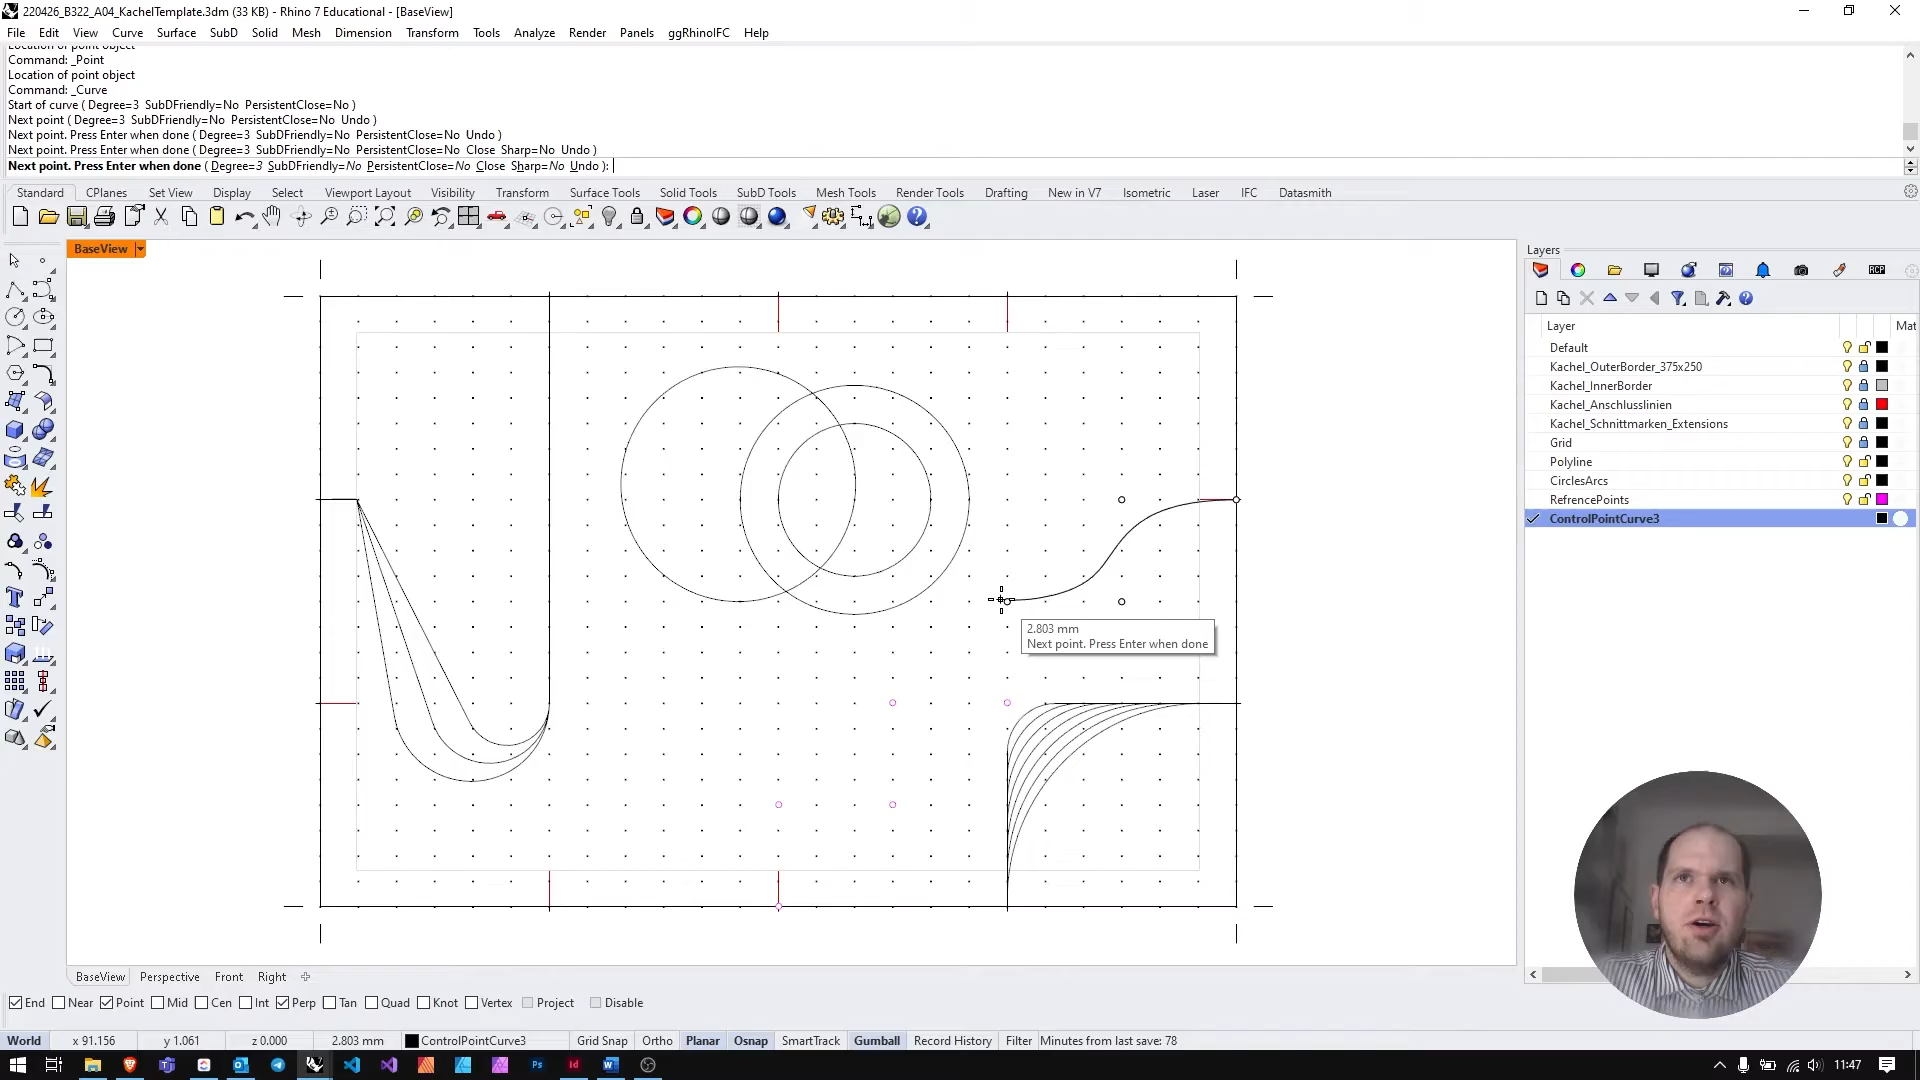 220426_B322_A04_KachelTemplate.3dm (33 KB) - Rhino 7 Educational - [BaseView]
File Edit View Curve Surface SubD Solid Mesh Dimension Transform Tools Analyze Render Panels ggRhinoIFC Help
Location of point object
Command: _Point
Location of point object
Command: _Curve
Start of curve ( Degree=3 SubDFriendly=No PersistentClose=No )
Next point ( Degree=3 SubDFriendly=No PersistentClose=No Undo )
Next point. Press Enter when done ( Degree=3 SubDFriendly=No PersistentClose=No Undo )
Next point. Press Enter when done ( Degree=3 SubDFriendly=No PersistentClose=No Close Sharp=No Undo )
Next point. Press Enter when done ( Degree=3 SubDFriendly=No PersistentClose=No Close Sharp=No Undo ):
Standard CPlanes Set View Display Select Viewport Layout Visibility Transform Surface Tools Solid Tools SubD Tools Mesh Tools Render Tools Drafting New in V7 Isometric Laser IFC Datasmith
BaseView
Layers
RCP
Layer Mat
Default
Kachel_OuterBorder_375x250
Kachel_InnerBorder
Kachel_Anschlusslinien
Kachel_Schnittmarken_Extensions
Grid
Polyline
CirclesArcs
RefrencePoints
ControlPointCurve3
2.803 mm
Next point. Press Enter when done
BaseView Perspective Front Right
End Near Point Mid Cen Int Perp Tan Quad Knot Vertex Project Disable
World x 91.156 y 1.061 z 0.000 2.803 mm ControlPointCurve3 Grid Snap Ortho Planar Osnap SmartTrack Gumball Record History Filter Minutes from last save: 78
Ps Id 11:47